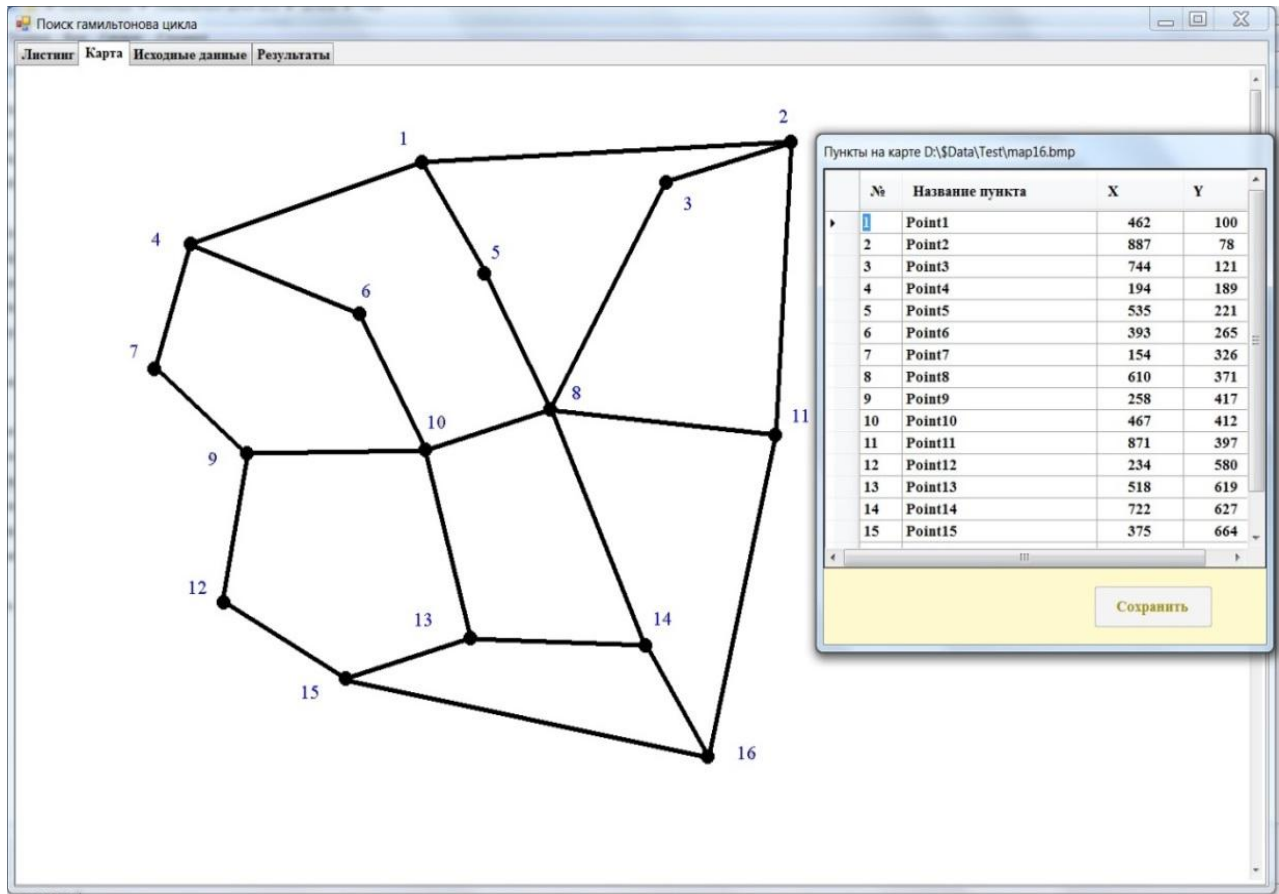 Поиск гамильтонова цикла
Листинг Карта Исходные данные Результаты
1
2
3
4
5
6
7
8
9
10
11
12
13
14
15
16
Пункты на карте D:\$Data\Test\map16.bmp
№ Название пункта X Y
1 Point1 462 100
2 Point2 887 78
3 Point3 744 121
4 Point4 194 189
5 Point5 535 221
6 Point6 393 265
7 Point7 154 326
8 Point8 610 371
9 Point9 258 417
10 Point10 467 412
11 Point11 871 397
12 Point12 234 580
13 Point13 518 619
14 Point14 722 627
15 Point15 375 664
Сохранить